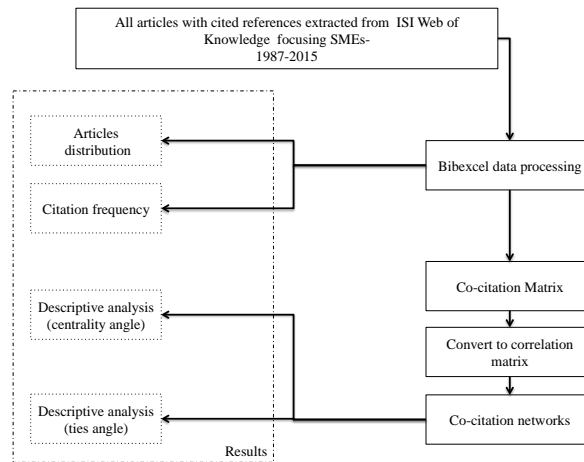 All articles with cited references extracted from ISI Web of
Knowledge focusing SMEs-
1987-2015
Articles
distribution
Bibexcel data processing
Citation frequency
Co-citation Matrix
Descriptive analysis
(centrality angle)
Convert to correlation
matrix
Descriptive analysis
(ties angle)
Co-citation networks
Results